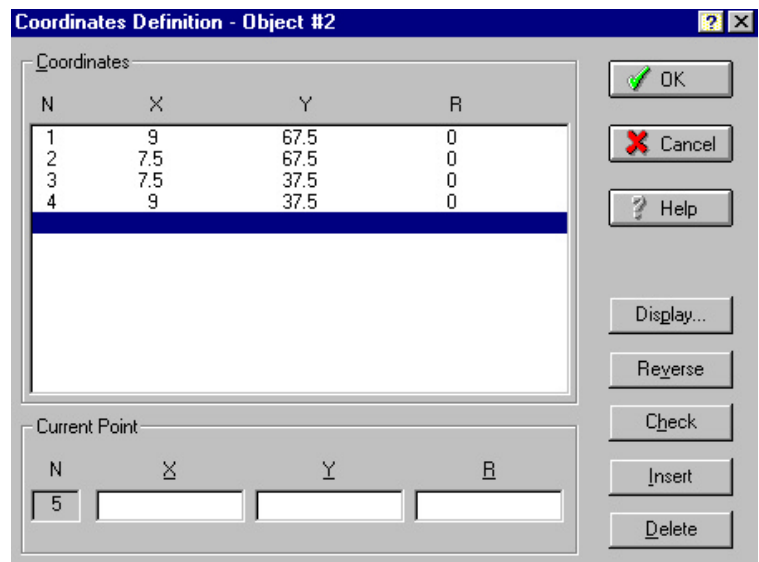 Coordinates Definition - Object #2
Coordinates
N X Y R
1 9 67.5 0
2 7.5 67.5 0
3 7.5 37.5 0
4 9 37.5 0
Current Point
N X Y R
5
OK
Cancel
Help
Display...
Reverse
Check
Insert
Delete